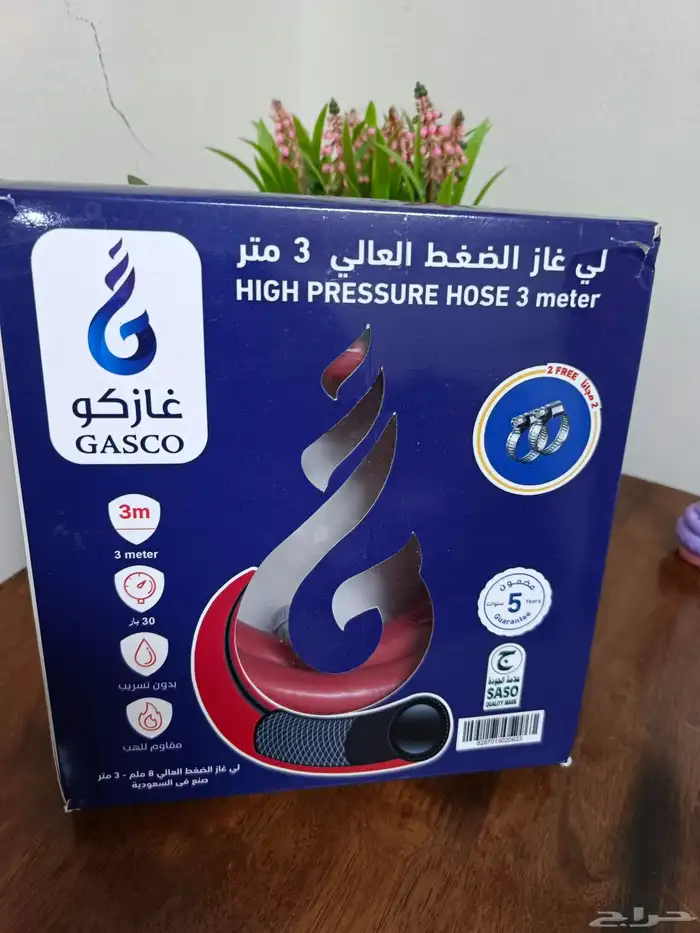 لي غاز الضغط العالي 3 متر
HIGH PRESSURE HOSE 3 meter
غازكو
GASCO
2 FREE مجانا 2
3m
3 meter
30 بار
بدون تسريب
مقاوم للهب
مضمون
5
Years
سنوات
Guarantee
علامة الجودة
SASO
QUALITY MARK
لي غاز الضغط العالي 8 ملم - 3 متر
صنع في السعودية
حراج